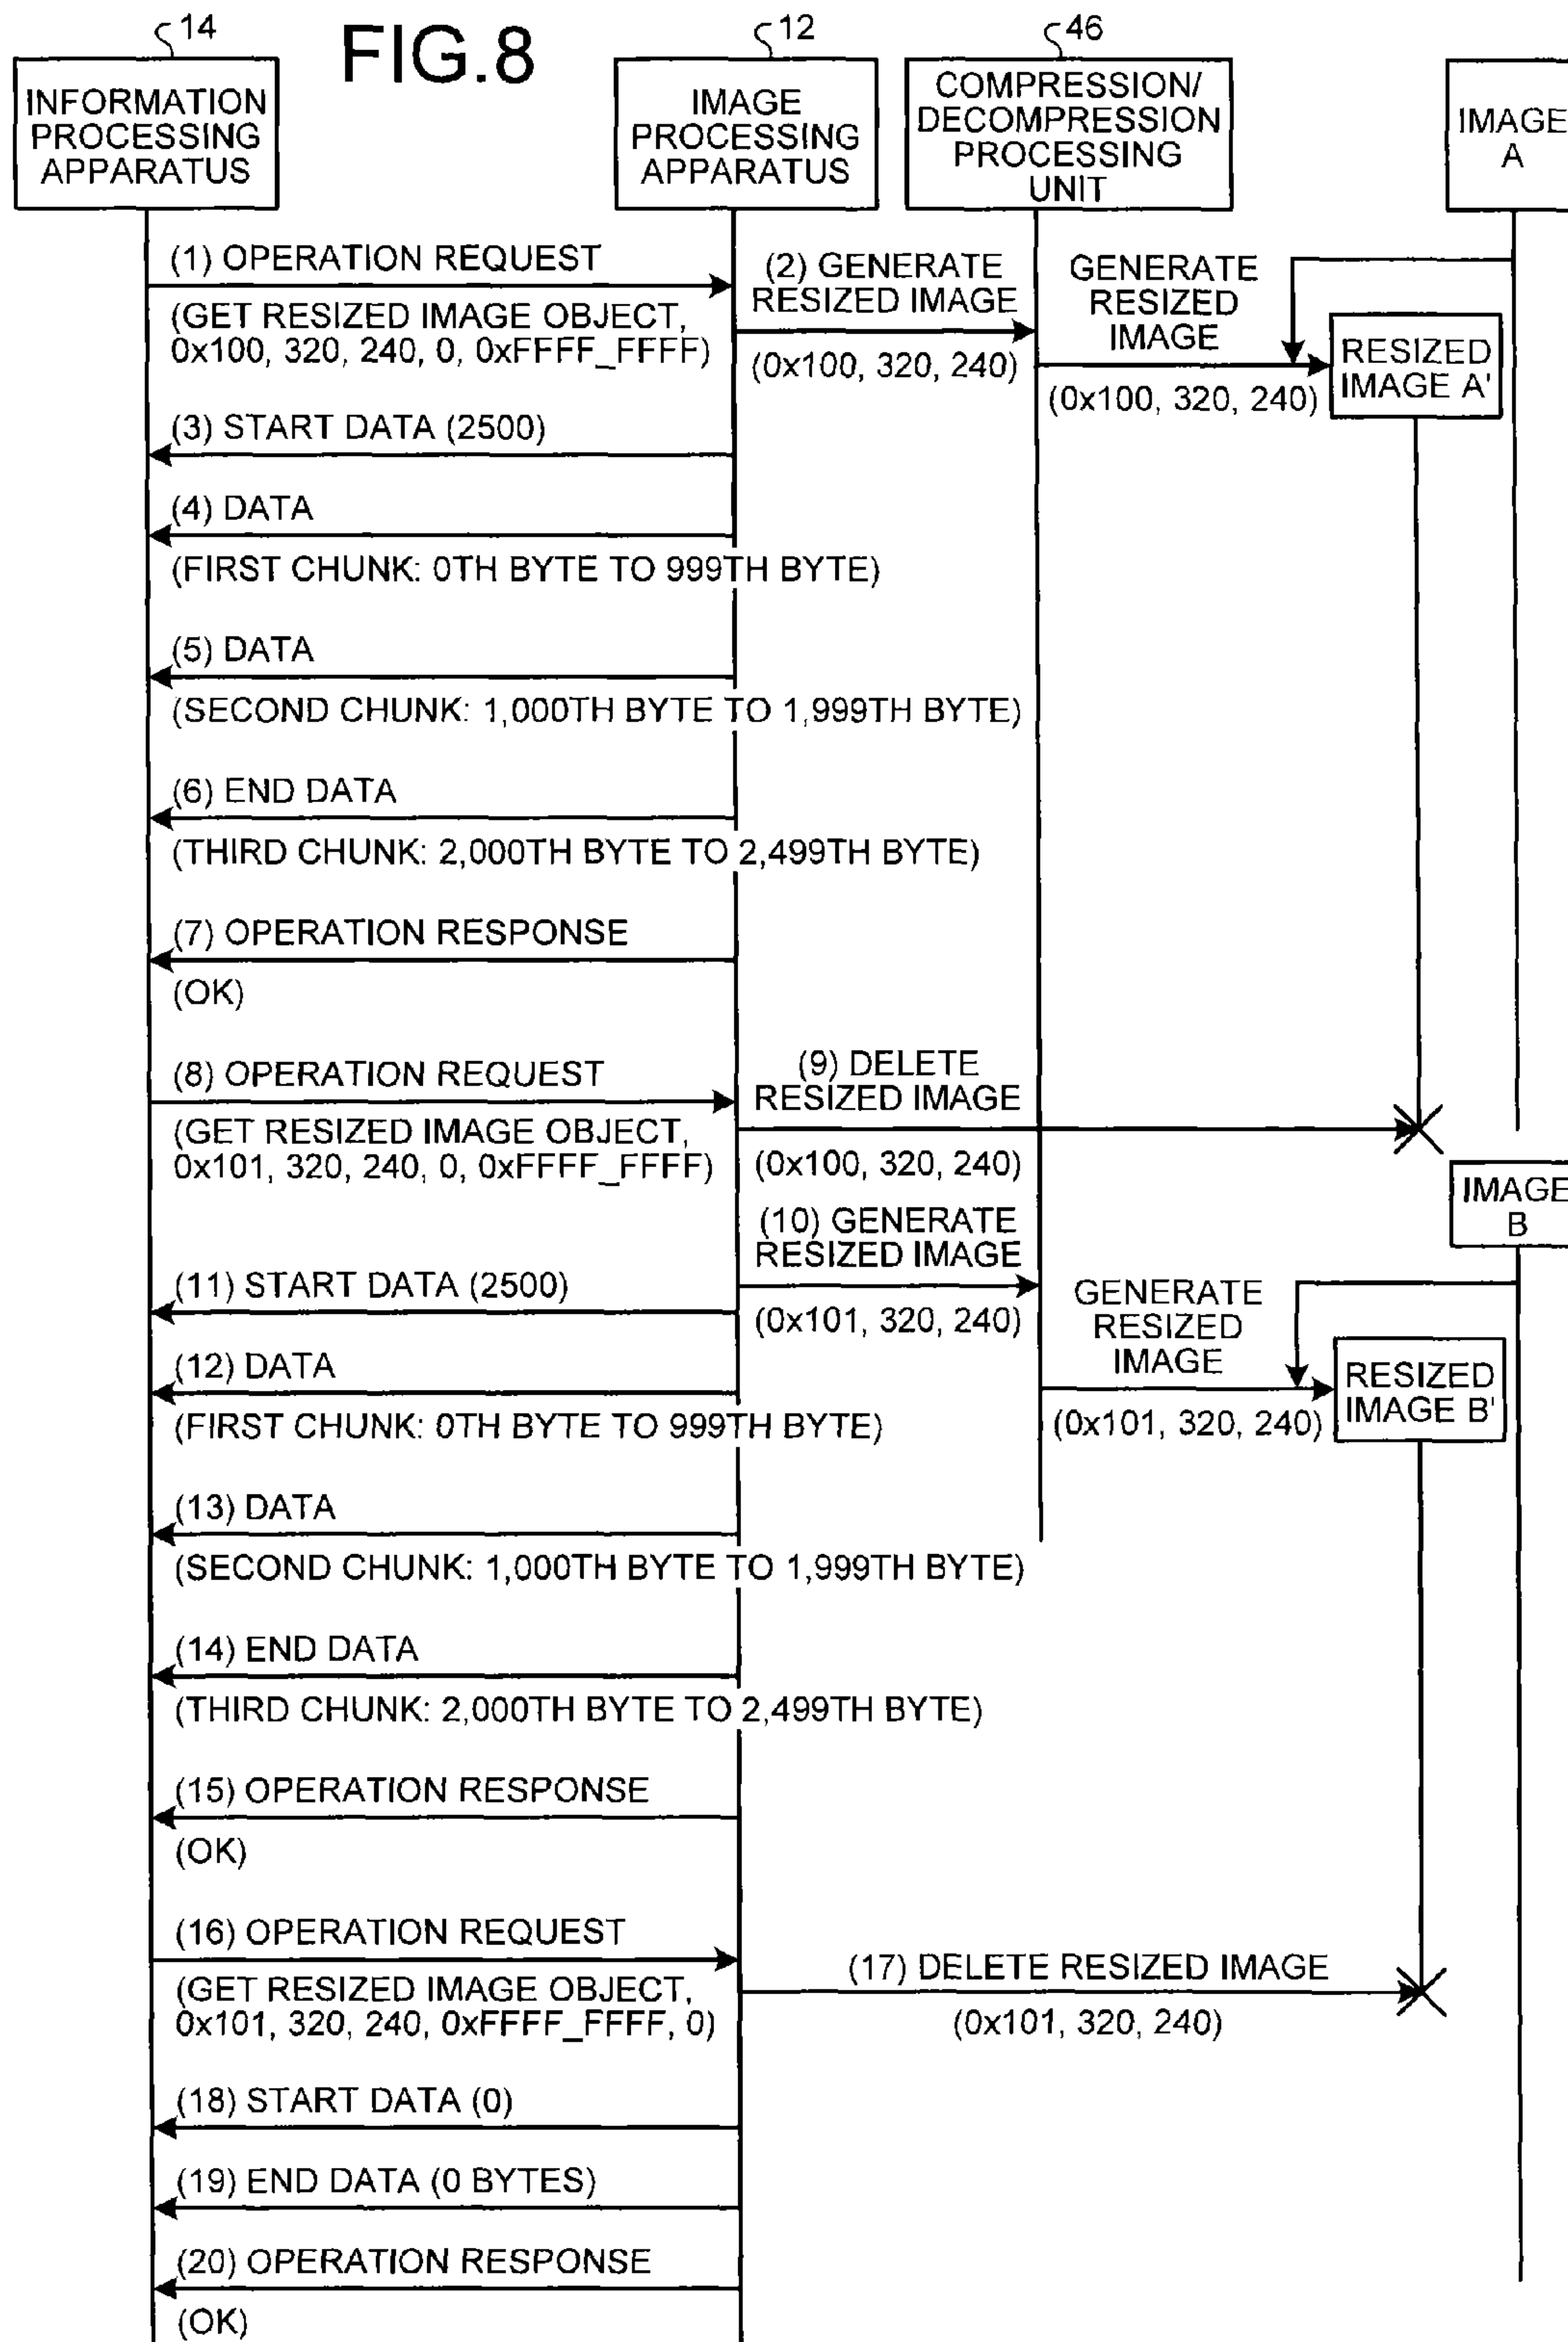 FIG.8
14
12
46
INFORMATION
PROCESSING
APPARATUS
IMAGE
PROCESSING
APPARATUS
COMPRESSION/
DECOMPRESSION
PROCESSING
UNIT
IMAGE
A
(1) OPERATION REQUEST
(GET RESIZED IMAGE OBJECT,
0x100, 320, 240, 0, 0xFFFF_FFFF)
(2) GENERATE
RESIZED IMAGE
(0x100, 320, 240)
GENERATE
RESIZED
IMAGE
(0x100, 320, 240)
RESIZED
IMAGE A'
(3) START DATA (2500)
(4) DATA
(FIRST CHUNK: 0TH BYTE TO 999TH BYTE)
(5) DATA
(SECOND CHUNK: 1,000TH BYTE TO 1,999TH BYTE)
(6) END DATA
(THIRD CHUNK: 2,000TH BYTE TO 2,499TH BYTE)
(7) OPERATION RESPONSE
(OK)
(8) OPERATION REQUEST
(GET RESIZED IMAGE OBJECT,
0x101, 320, 240, 0, 0xFFFF_FFFF)
(9) DELETE
RESIZED IMAGE
(0x100, 320, 240)
IMAGE
B
(10) GENERATE
RESIZED IMAGE
(0x101, 320, 240)
GENERATE
RESIZED
IMAGE
(0x101, 320, 240)
RESIZED
IMAGE B'
(11) START DATA (2500)
(12) DATA
(FIRST CHUNK: 0TH BYTE TO 999TH BYTE)
(13) DATA
(SECOND CHUNK: 1,000TH BYTE TO 1,999TH BYTE)
(14) END DATA
(THIRD CHUNK: 2,000TH BYTE TO 2,499TH BYTE)
(15) OPERATION RESPONSE
(OK)
(16) OPERATION REQUEST
(GET RESIZED IMAGE OBJECT,
0x101, 320, 240, 0xFFFF_FFFF, 0)
(17) DELETE RESIZED IMAGE
(0x101, 320, 240)
(18) START DATA (0)
(19) END DATA (0 BYTES)
(20) OPERATION RESPONSE
(OK)